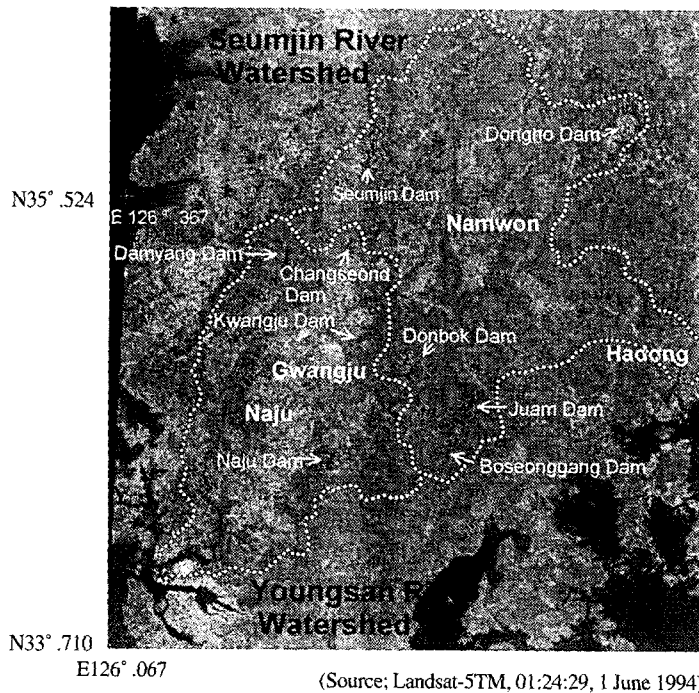 Seumjin River
Watershed
Dongho Dam
Seumjin Dam
N35° .524
E 126° .367
Namwon
Damyang Dam
Changseond
Dam
Kwangju Dam
Donbok Dam
Hadong
Gwangju
Naju
Juam Dam
Naju Dam
Boseonggang Dam
Youngsan R
Watershed
N33° .710
E126° .067
(Source; Landsat-5TM, 01:24:29, 1 June 1994